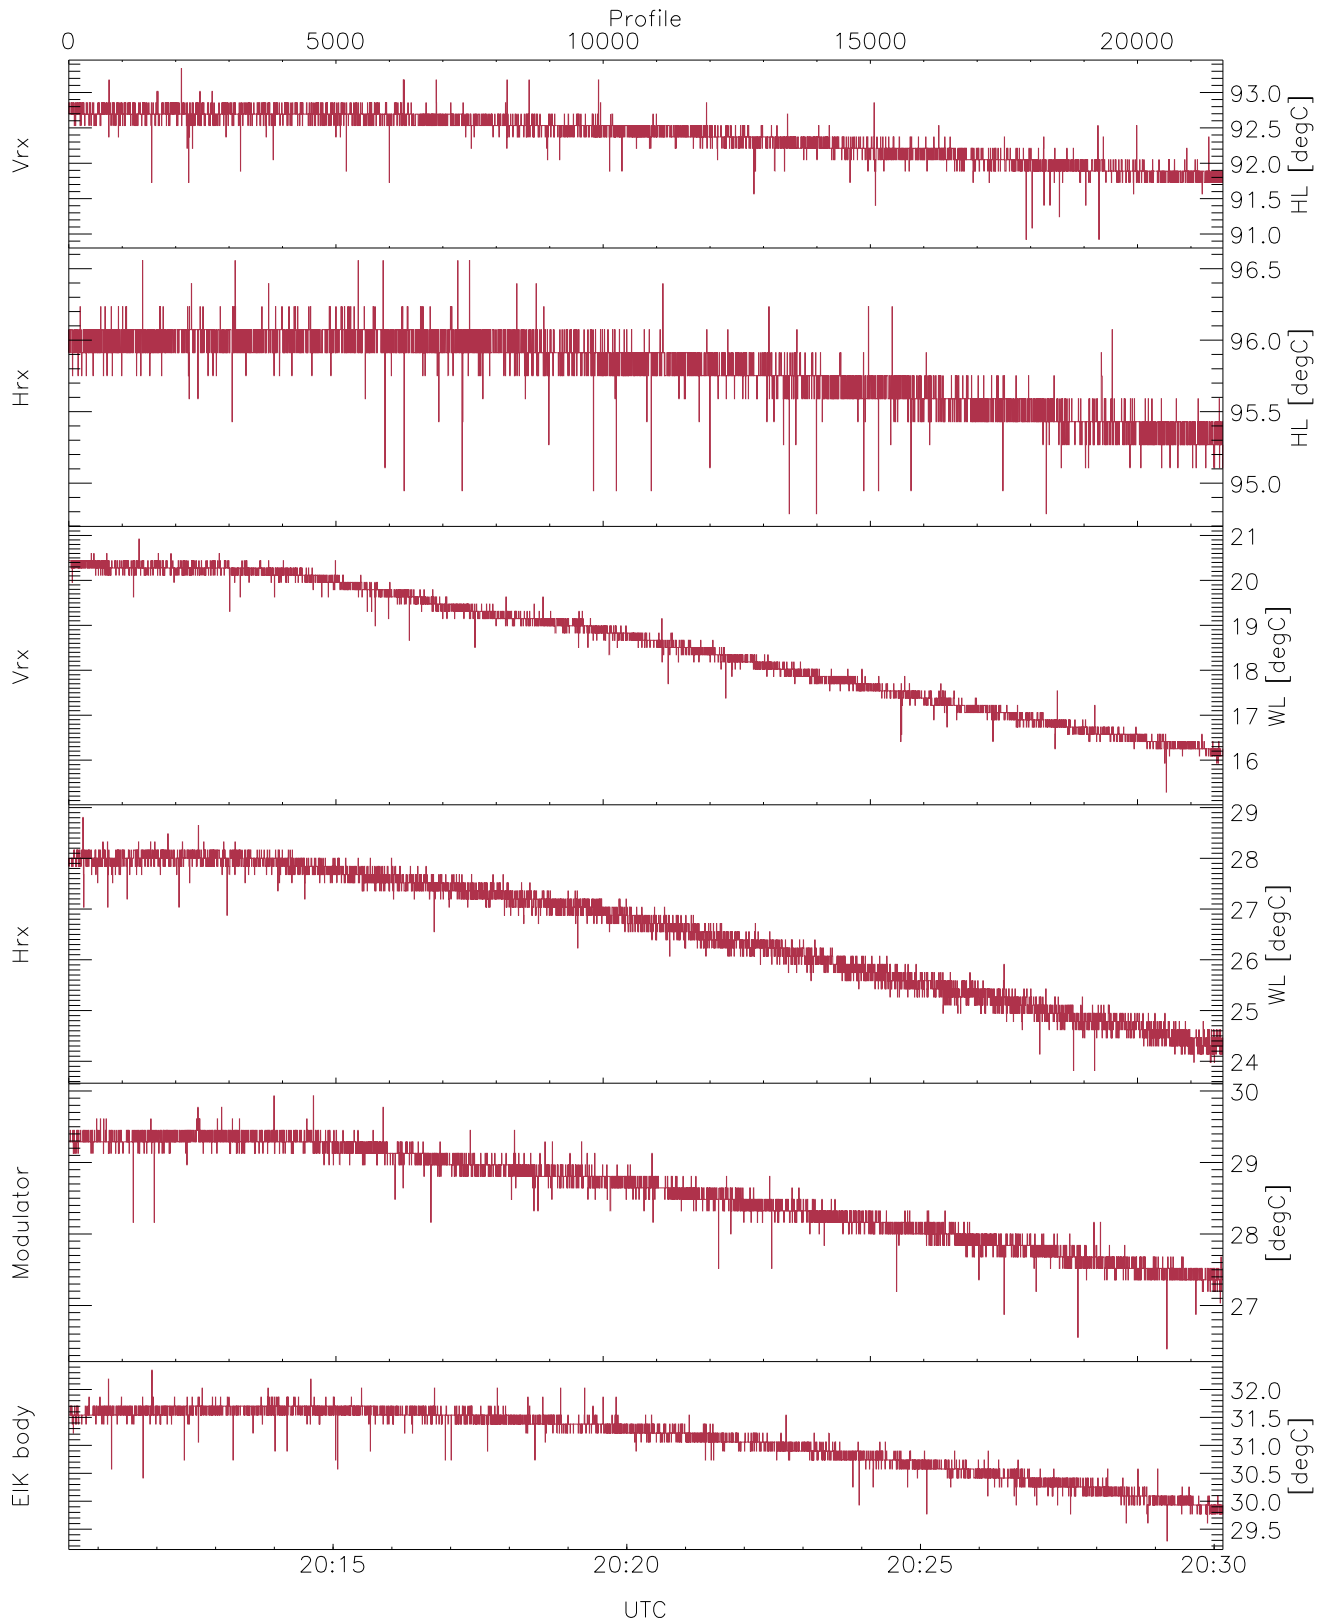 Profile
0 5000 10000 15000 20000
Vrx
93.0
92.5
92.0
91.5
91.0
HL [degC]
Hrx
96.5
96.0
95.5
95.0
HL [degC]
Vrx
21
20
19
18
17
16
WL [degC]
Hrx
29
28
27
26
25
24
WL [degC]
Modulator
30
29
28
27
[degC]
EIK body
32.0
31.5
31.0
30.5
30.0
29.5
[degC]
20:15 20:20 20:25 20:30
UTC